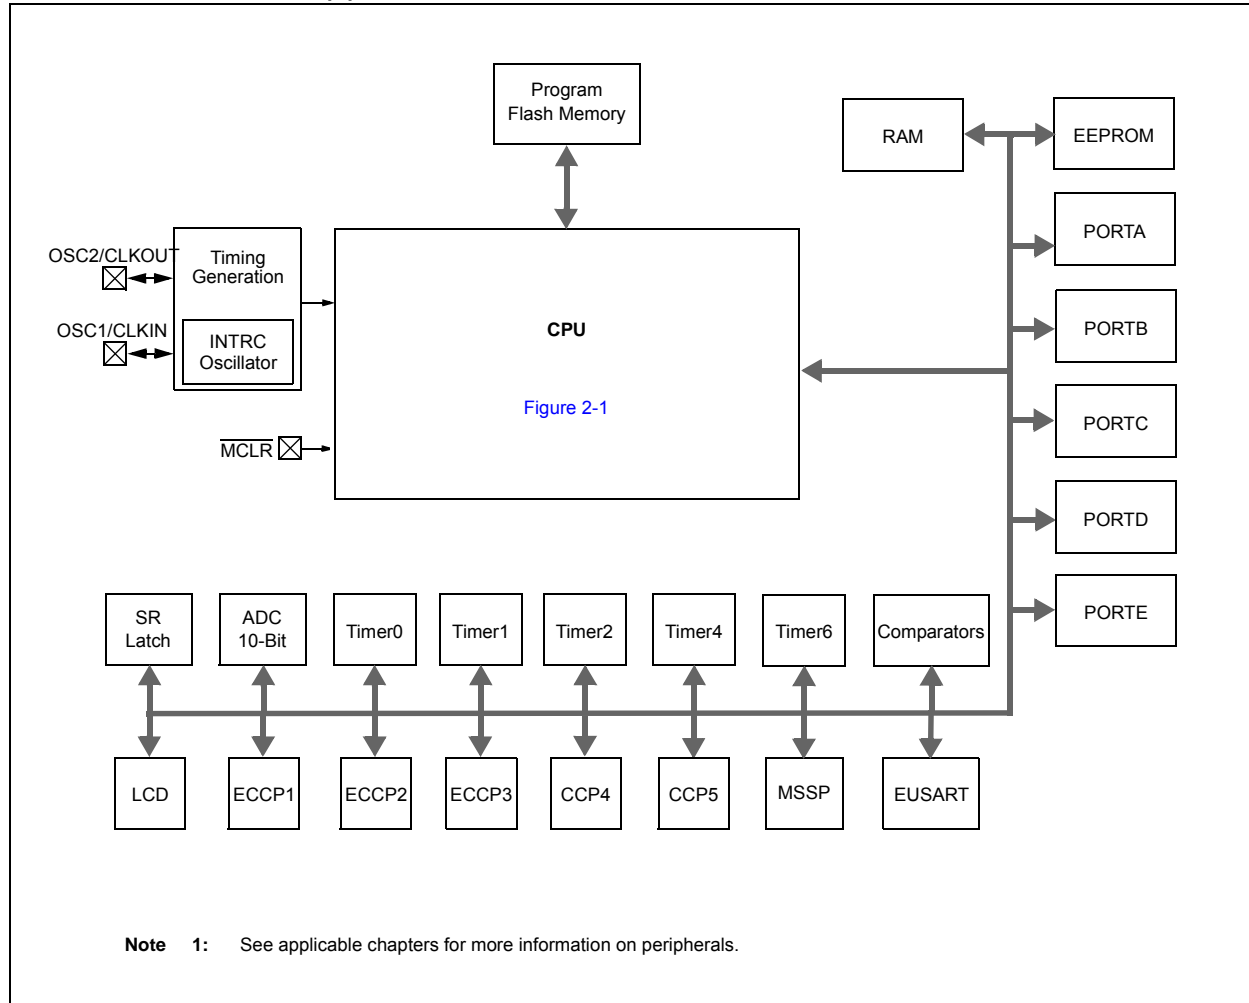 Program
Flash Memory
RAM
EEPROM
PORTA
OSC2/CLKOUT
Timing
Generation
OSC1/CLKIN
INTRC
Oscillator
CPU
PORTB
Figure 2-1
PORTC
MCLR
PORTD
SR
Latch
ADC
10-Bit
Timer0
Timer1
Timer2
Timer4
Timer6
Comparators
PORTE
LCD
ECCP1
ECCP2
ECCP3
CCP4
CCP5
MSSP
EUSART
Note 1: See applicable chapters for more information on peripherals.